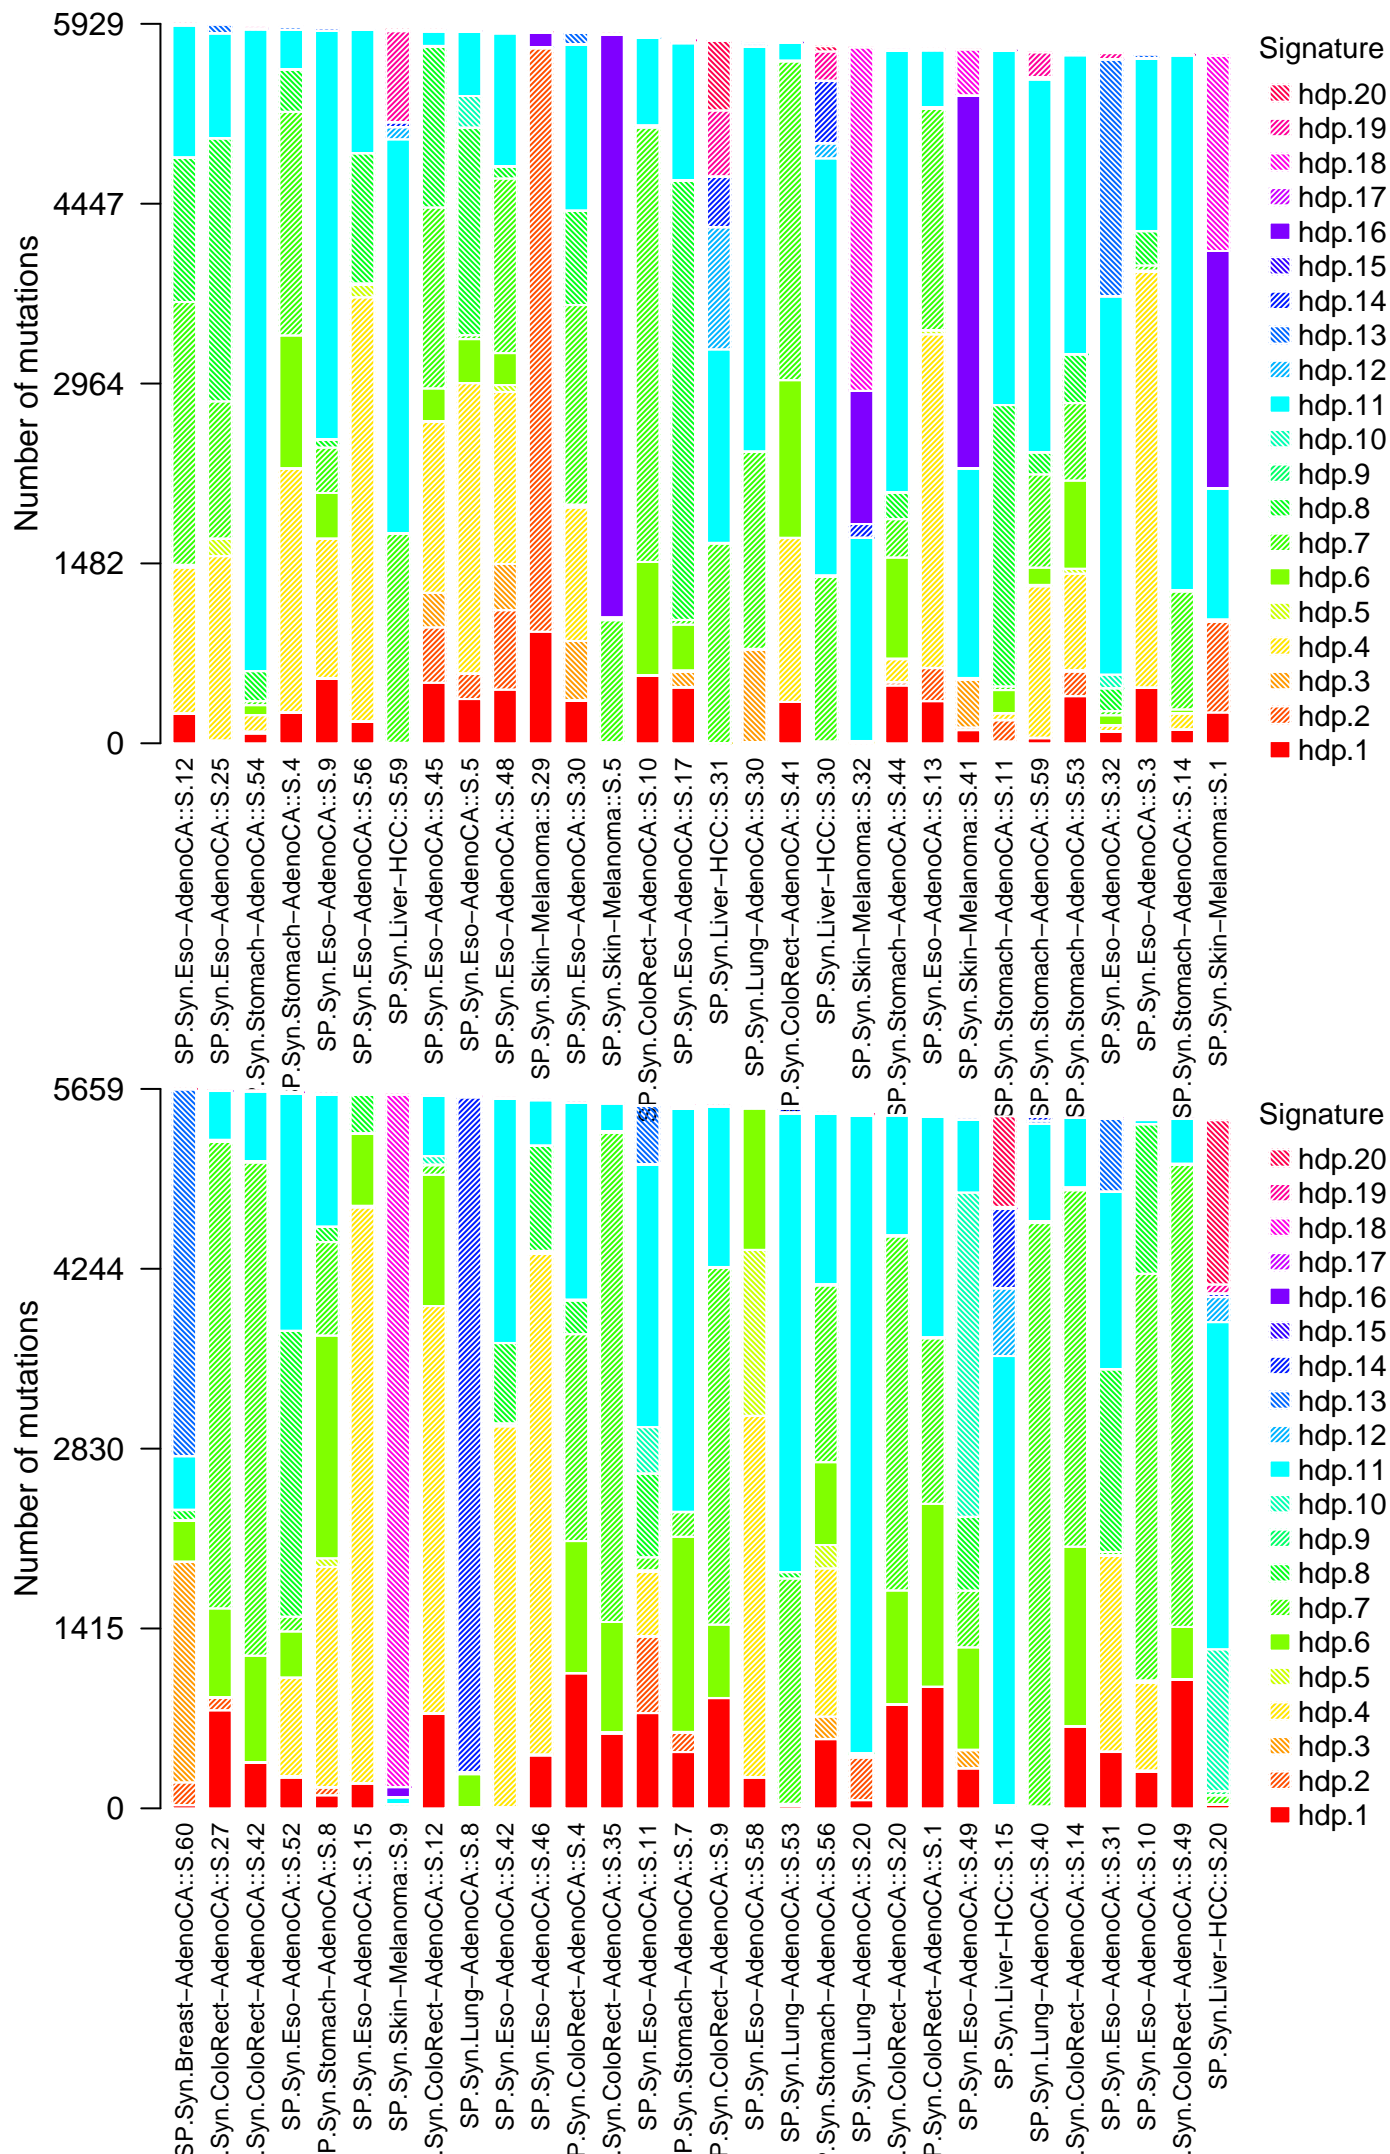 Number of mutations
5929
4447
2964
1482
0
SP.Syn.Eso−AdenoCA::S.12
SP.Syn.Eso−AdenoCA::S.25
P.Syn.Stomach−AdenoCA::S.54
P.Syn.Stomach−AdenoCA::S.4
SP.Syn.Eso−AdenoCA::S.9
SP.Syn.Eso−AdenoCA::S.56
SP.Syn.Liver−HCC::S.59
SP.Syn.Eso−AdenoCA::S.45
SP.Syn.Eso−AdenoCA::S.5
SP.Syn.Eso−AdenoCA::S.48
SP.Syn.Skin−Melanoma::S.29
SP.Syn.Eso−AdenoCA::S.30
SP.Syn.Skin−Melanoma::S.5
SP.Syn.ColoRect−AdenoCA::S.10
SP.Syn.Eso−AdenoCA::S.17
SP.Syn.Liver−HCC::S.31
SP.Syn.Lung−AdenoCA::S.30
P.Syn.ColoRect−AdenoCA::S.41
SP.Syn.Liver−HCC::S.30
SP.Syn.Skin−Melanoma::S.32
SP.Syn.Stomach−AdenoCA::S.44
SP.Syn.Eso−AdenoCA::S.13
SP.Syn.Skin−Melanoma::S.41
SP.Syn.Stomach−AdenoCA::S.11
SP.Syn.Stomach−AdenoCA::S.59
SP.Syn.Stomach−AdenoCA::S.53
SP.Syn.Eso−AdenoCA::S.32
SP.Syn.Eso−AdenoCA::S.3
SP.Syn.Stomach−AdenoCA::S.14
SP.Syn.Skin−Melanoma::S.1
Signature
hdp.20
hdp.19
hdp.18
hdp.17
hdp.16
hdp.15
hdp.14
hdp.13
hdp.12
hdp.11
hdp.10
hdp.9
hdp.8
hdp.7
hdp.6
hdp.5
hdp.4
hdp.3
hdp.2
hdp.1
Number of mutations
5659
4244
2830
1415
0
SP.Syn.Breast−AdenoCA::S.60
.Syn.ColoRect−AdenoCA::S.27
.Syn.ColoRect−AdenoCA::S.42
SP.Syn.Eso−AdenoCA::S.52
P.Syn.Stomach−AdenoCA::S.8
SP.Syn.Eso−AdenoCA::S.15
SP.Syn.Skin−Melanoma::S.9
.Syn.ColoRect−AdenoCA::S.12
SP.Syn.Lung−AdenoCA::S.8
SP.Syn.Eso−AdenoCA::S.42
SP.Syn.Eso−AdenoCA::S.46
P.Syn.ColoRect−AdenoCA::S.4
.Syn.ColoRect−AdenoCA::S.35
SP.Syn.Eso−AdenoCA::S.11
P.Syn.Stomach−AdenoCA::S.7
P.Syn.ColoRect−AdenoCA::S.9
SP.Syn.Eso−AdenoCA::S.58
SP.Syn.Lung−AdenoCA::S.53
P.Syn.Stomach−AdenoCA::S.56
SP.Syn.Lung−AdenoCA::S.20
.Syn.ColoRect−AdenoCA::S.20
P.Syn.ColoRect−AdenoCA::S.1
SP.Syn.Eso−AdenoCA::S.49
SP.Syn.Liver−HCC::S.15
SP.Syn.Lung−AdenoCA::S.40
.Syn.ColoRect−AdenoCA::S.14
SP.Syn.Eso−AdenoCA::S.31
SP.Syn.Eso−AdenoCA::S.10
.Syn.ColoRect−AdenoCA::S.49
SP.Syn.Liver−HCC::S.20
Signature
hdp.20
hdp.19
hdp.18
hdp.17
hdp.16
hdp.15
hdp.14
hdp.13
hdp.12
hdp.11
hdp.10
hdp.9
hdp.8
hdp.7
hdp.6
hdp.5
hdp.4
hdp.3
hdp.2
hdp.1